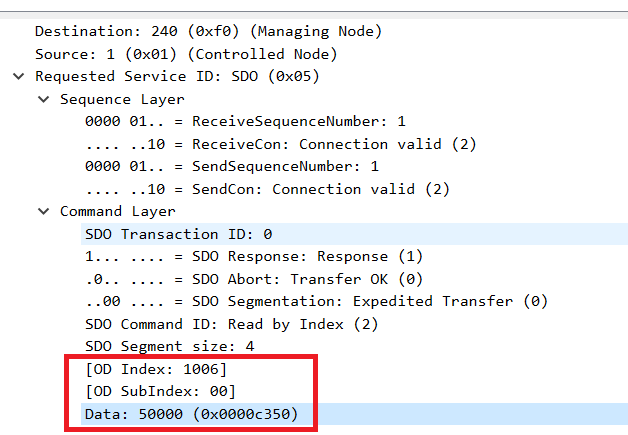 Destination: 240 (0xf0) (Managing Node)
Source: 1 (0x01) (Controlled Node)
Requested Service ID: SDO (0x05)
Sequence Layer
0000 01.. = ReceiveSequenceNumber: 1
.... ..10 = ReceiveCon: Connection valid (2)
0000 01.. = SendSequenceNumber: 1
.... ..10 = SendCon: Connection valid (2)
Command Layer
SDO Transaction ID: 0
1... .... = SDO Response: Response (1)
.0.. .... = SDO Abort: Transfer OK (0)
..00 .... = SDO Segmentation: Expedited Transfer (0)
SDO Command ID: Read by Index (2)
SDO Segment size: 4
[OD Index: 1006]
[OD SubIndex: 00]
Data: 50000 (0x0000c350)